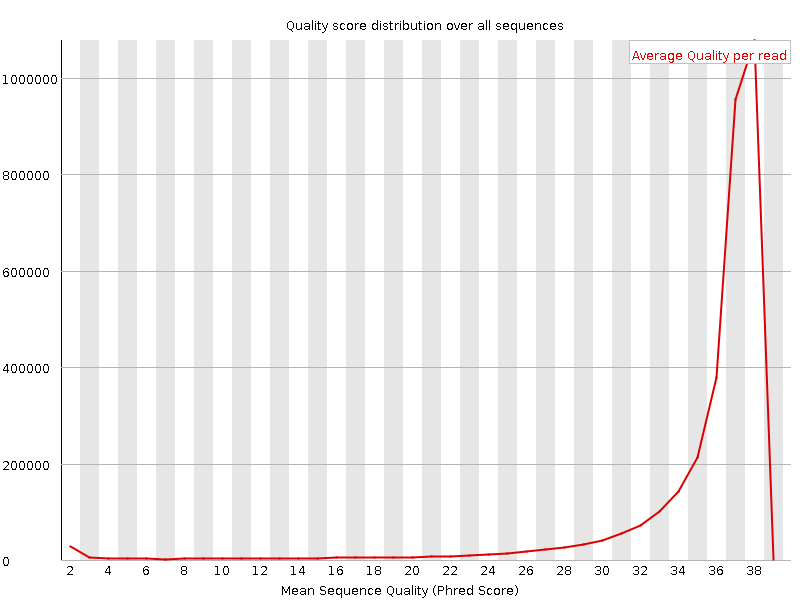 Quality score distribution over all sequences
Average Quality per read
1000000
800000
600000
400000
200000
0
2 4 6 8 10 12 14 16 18 20 22 24 26 28 30 32 34 36 38
Mean Sequence Quality (Phred Score)